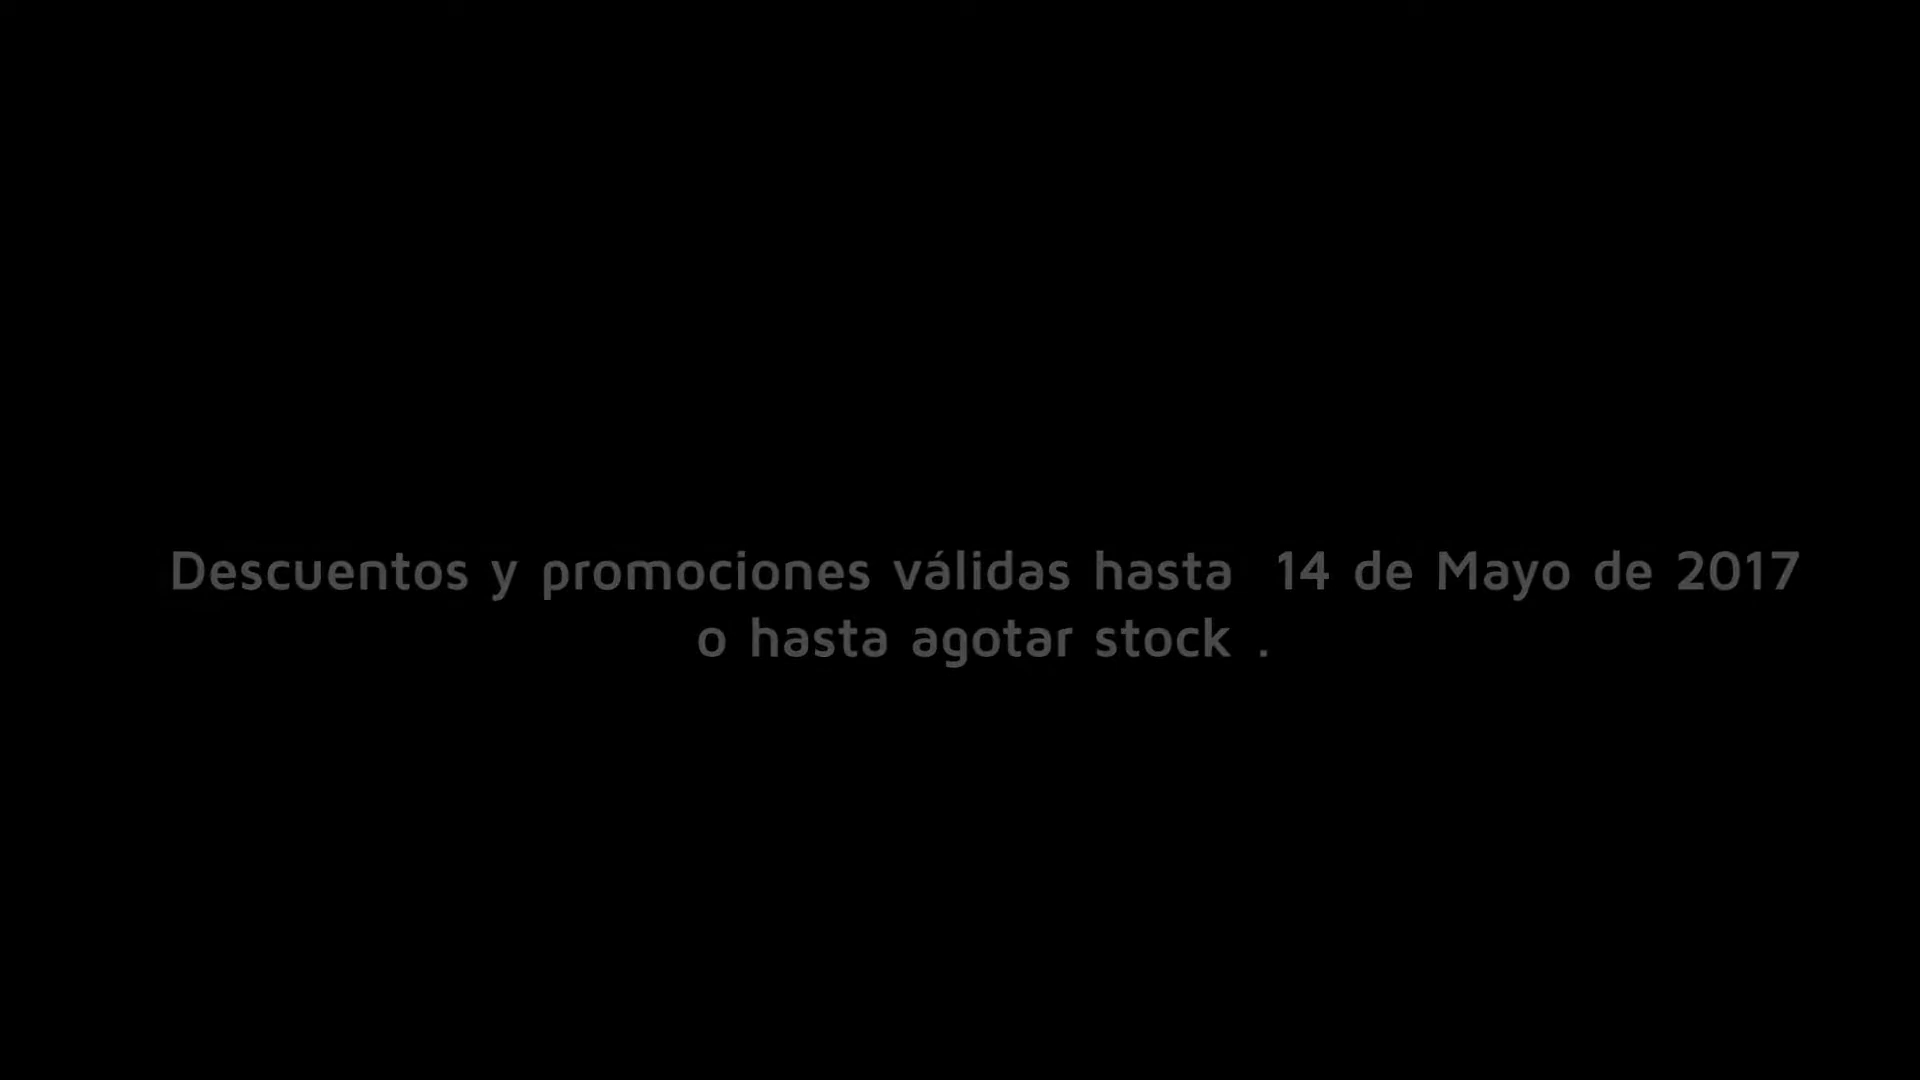 Descuentos y promociones válidas hasta  14 de Mayo de 2017
o hasta agotar stock .